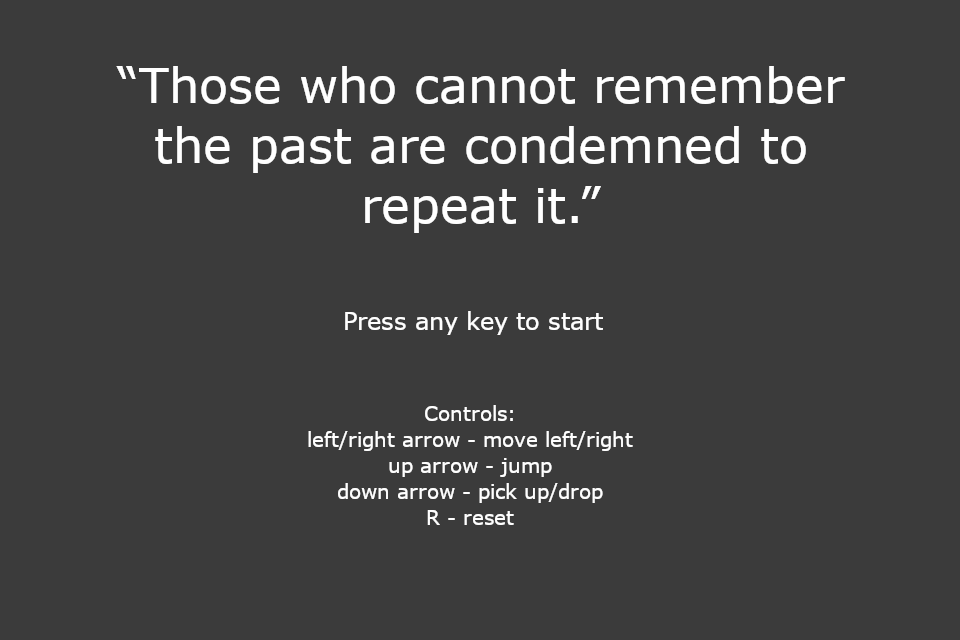 “Those who cannot remember
the past are condemned to
repeat it.”
Press any key to start
Controls:
left/right arrow - move left/right
up arrow - jump
down arrow - pick up/drop
R - reset